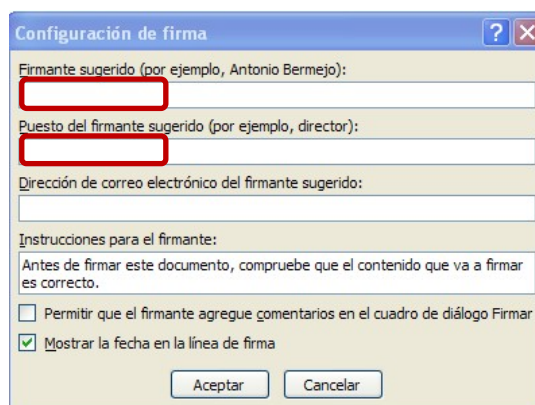 Configuración de firma
Firmante sugerido (por ejemplo, Antonio Bermejo):
Puesto del firmante sugerido (por ejemplo, director):
Dirección de correo electrónico del firmante sugerido:
Instrucciones para el firmante:
Antes de firmar este documento, compruebe que el contenido que va a firmar
es correcto.
Permitir que el firmante agregue comentarios en el cuadro de diálogo Firmar
Mostrar la fecha en la línea de firma
Aceptar Cancelar